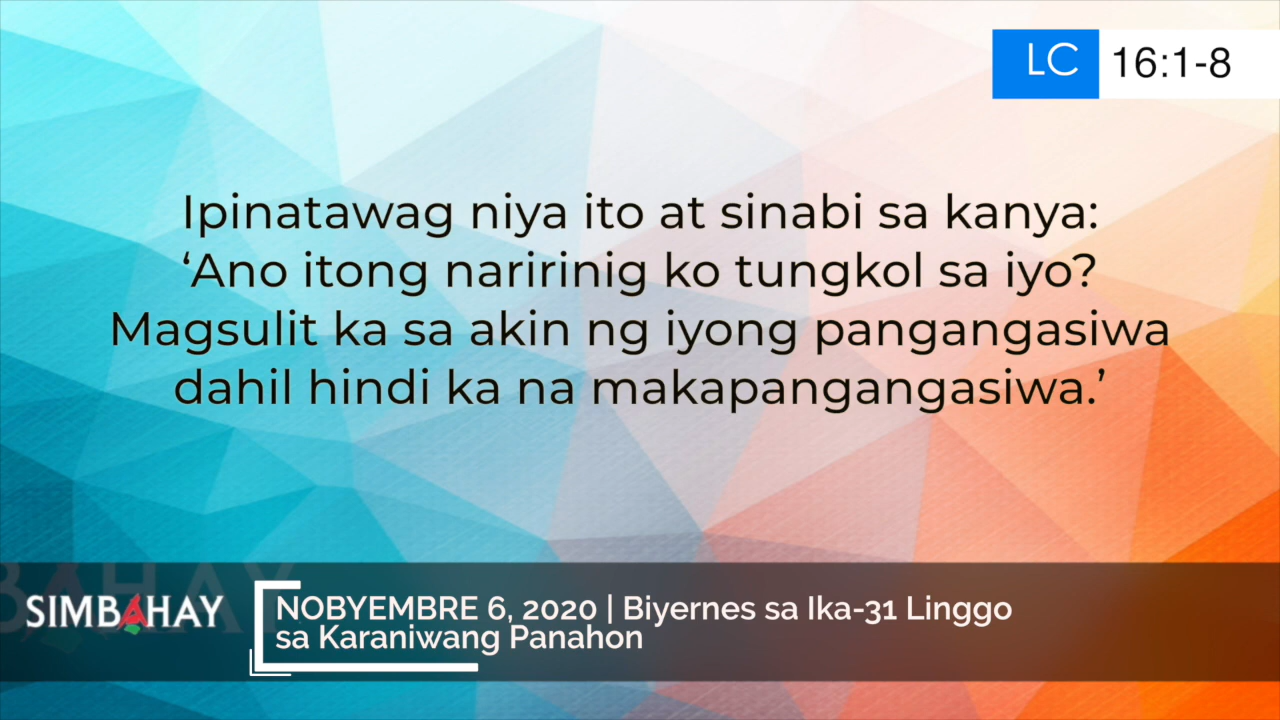 LC 16:1-8
Ipinatawag niya ito at sinabi sa kanya:
‘Ano itong naririnig ko tungkol sa iyo?
Magsulit ka sa akin ng iyong pangangasiwa
dahil hindi ka na makapangangasiwa.’
SIMBAHAY
NOBYEMBRE 6, 2020 | Biyernes sa Ika-31 Linggo
sa Karaniwang Panahon